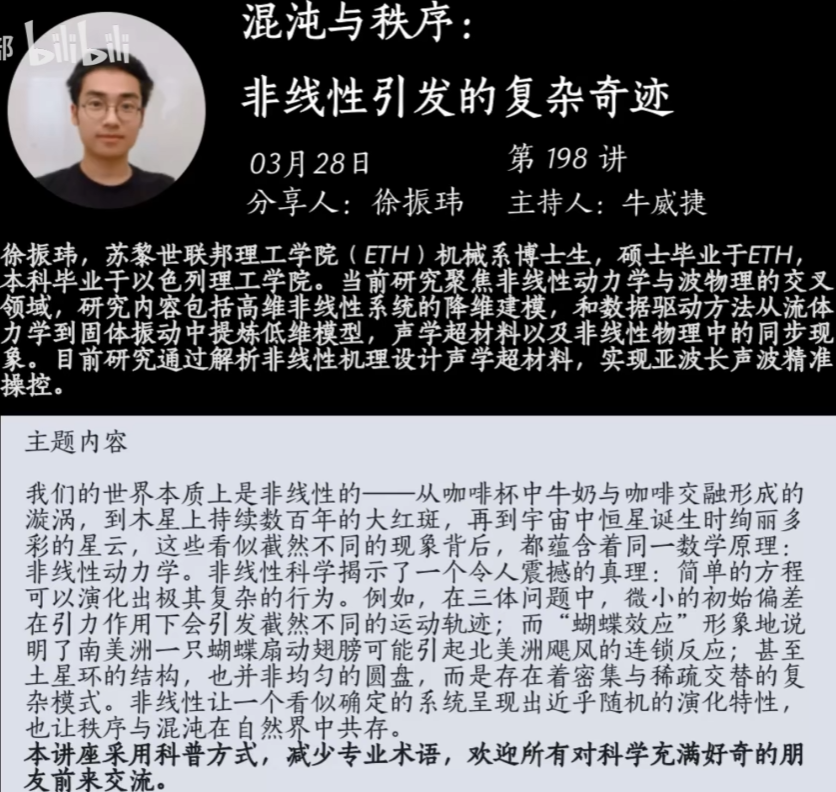 混沌与秩序：
部 bilibili
非线性引发的复杂奇迹
03月28日
第 198 讲
分享人：徐振玮
主持人：牛威捷
徐振玮，苏黎世联邦理工学院（ETH）机械系博士生，硕士毕业于ETH，
本科毕业于以色列理工学院。当前研究聚焦非线性动力学与波物理的交叉
领域，研究内容包括高维非线性系统的降维建模，和数据驱动方法从流体
力学到固体振动中提炼低维模型，声学超材料以及非线性物理中的同步现
象。目前研究通过解析非线性机理设计声学超材料，实现亚波长声波精准
操控。
主题内容
我们的世界本质上是非线性的——从咖啡杯中牛奶与咖啡交融形成的
漩涡，到木星上持续数百年的大红斑，再到宇宙中恒星诞生时绚丽多
彩的星云，这些看似截然不同的现象背后，都蕴含着同一数学原理：
非线性动力学。非线性科学揭示了一个令人震撼的真理：简单的方程
可以演化出极其复杂的行为。例如，在三体问题中，微小的初始偏差
在引力作用下会引发截然不同的运动轨迹；而“蝴蝶效应”形象地说
明了南美洲一只蝴蝶扇动翅膀可能引起北美洲飓风的连锁反应；甚至
土星环的结构，也并非均匀的圆盘，而是存在着密集与稀疏交替的复
杂模式。非线性让一个看似确定的系统呈现出近乎随机的演化特性，
也让秩序与混沌在自然界中共存。
本讲座采用科普方式，减少专业术语，欢迎所有对科学充满好奇的朋
友前来交流。